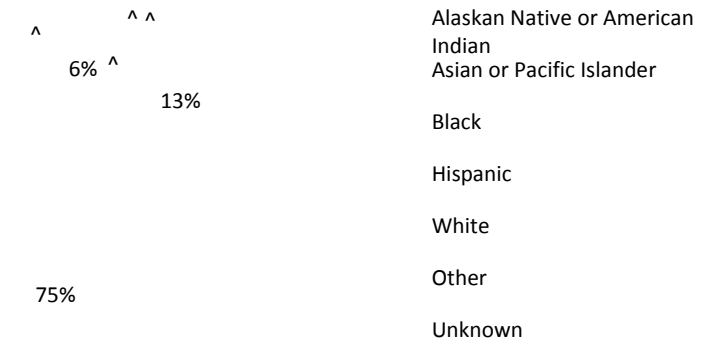 ^ ^
^
6% ^
13%
75%
Alaskan Native or American
Indian
Asian or Pacific Islander
Black
Hispanic
White
Other
Unknown